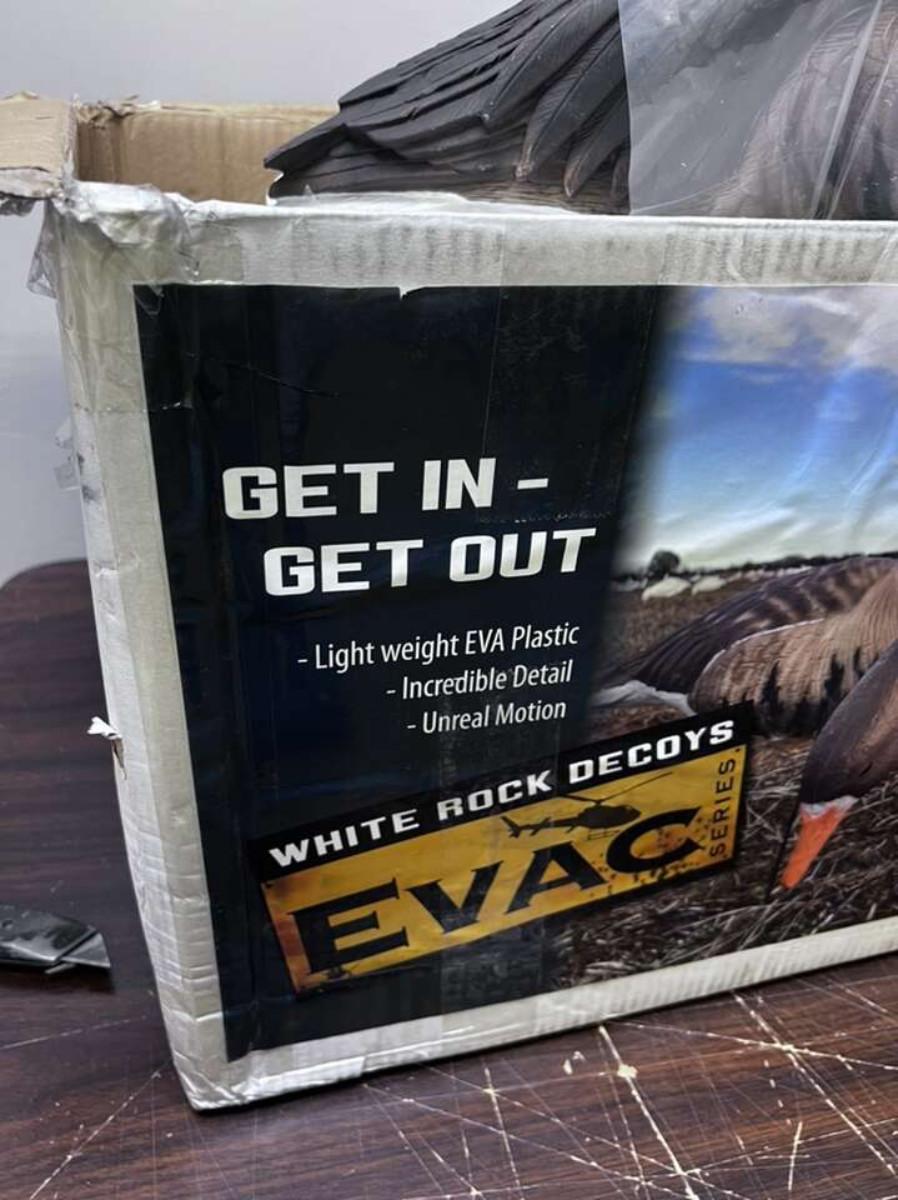 GET IN -
GET OUT
- Light weight EVA Plastic
- Incredible Detail
- Unreal Motion
WHITE ROCK DECOYS
EVAC
SERIES